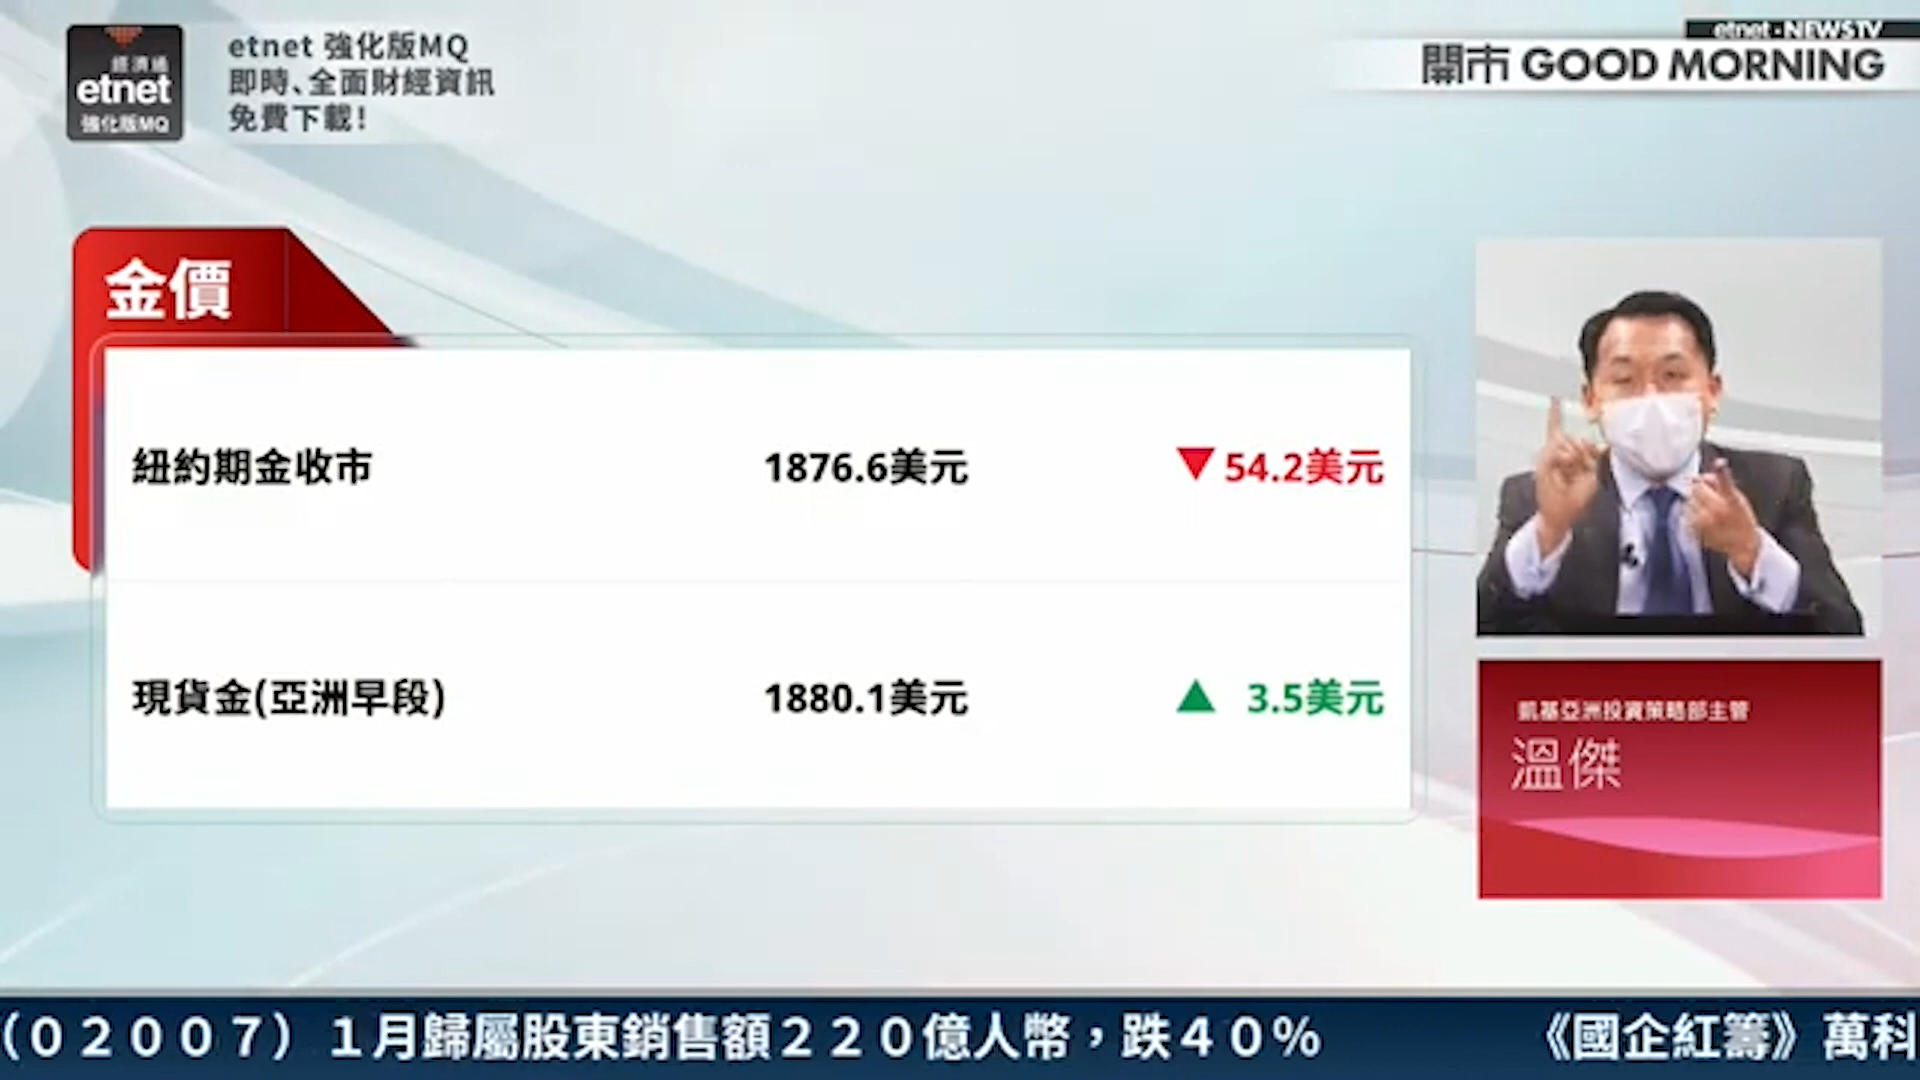 經濟通
etnet
強化版MQ
etnet 強化版MQ
即時、全面財經資訊
免費下載!
etnet·NEWSTV
開市 GOOD MORNING
金價
紐約期金收市 1876.6美元 ▼54.2美元
現貨金(亞洲早段) 1880.1美元 ▲ 3.5美元
凱基亞洲投資策略部主管
溫傑
(02007)1月歸屬股東銷售額220億人幣，跌40% 《國企紅籌》萬科